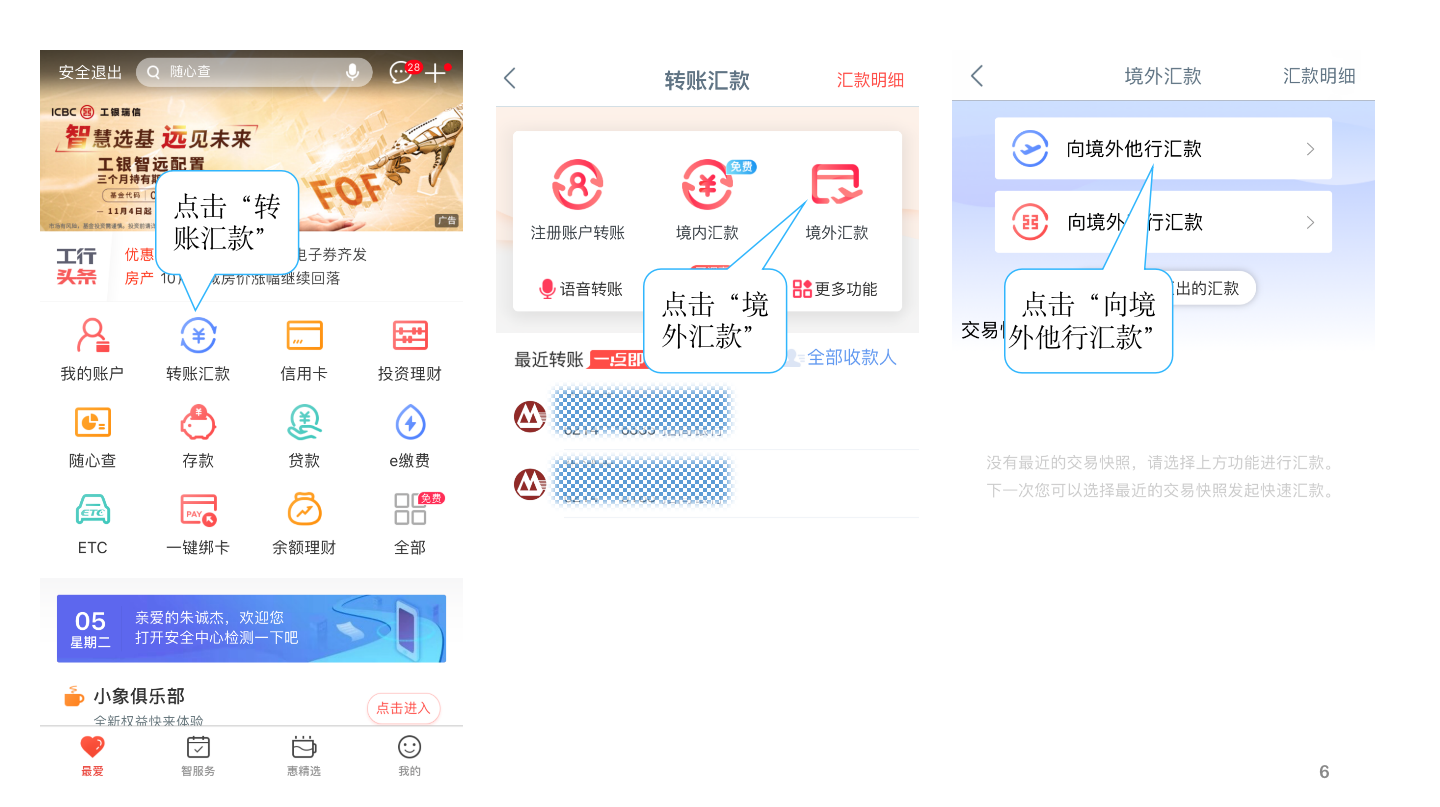 安全退出
随心查
28
ICBC 工银瑞信
智慧选基 远见未来
工银智远配置
三个月持有
基金代码
11月4日起
FOF
广告
点击“转
账汇款”
工行
头条
优惠
电子券齐发
房产 10
房价涨幅继续回落
我的账户
转账汇款
信用卡
投资理财
随心查
存款
贷款
e缴费
ETC
PAY
免费
ETC
一键绑卡
余额理财
全部
05
星期二
亲爱的朱诚杰，欢迎您
打开安全中心检测一下吧
小象俱乐部
全新权益快来体验
点击进入
最爱
智服务
惠精选
我的
转账汇款
汇款明细
免费
注册账户转账
境内汇款
境外汇款
语音转账
更多功能
点击“境
外汇款”
最近转账
一点即
全部收款人
境外汇款
汇款明细
向境外他行汇款
向境外
行汇款
出的汇款
交易
点击“向境
外他行汇款”
没有最近的交易快照，请选择上方功能进行汇款。
下一次您可以选择最近的交易快照发起快速汇款。
6